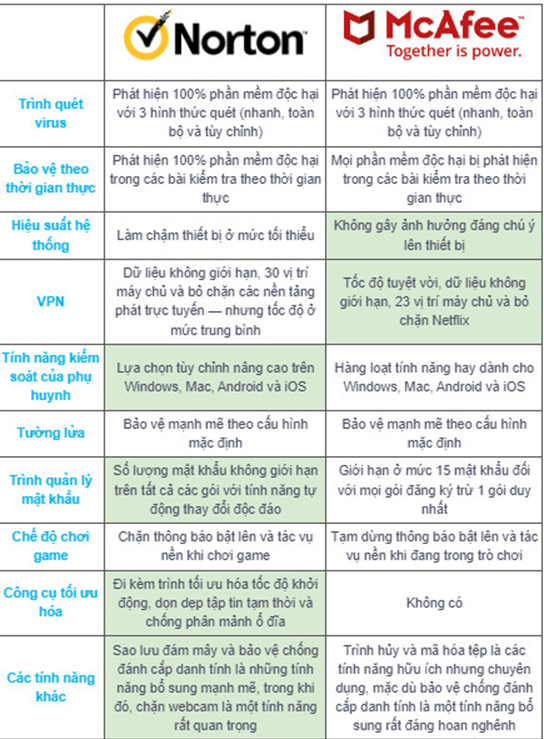 Norton
McAfee™
Together is power.
Trình quét
virus
Phát hiện 100% phần mềm độc hại
với 3 hình thức quét (nhanh, toàn
bộ và tùy chỉnh)
Phát hiện 100% phần mềm độc hại
với 3 hình thức quét (nhanh, toàn
bộ và tùy chỉnh)
Bảo vệ theo
thời gian thực
Phát hiện 100% phần mềm độc hại
trong các bài kiểm tra theo thời gian
thực
Mọi phần mềm độc hại bị phát hiện
trong các bài kiểm tra theo thời
gian thực
Hiệu suất hệ
thống
Làm chậm thiết bị ở mức tối thiểu
Không gây ảnh hưởng đáng chú ý
lên thiết bị
VPN
Dữ liệu không giới hạn, 30 vị trí
máy chủ và bỏ chặn các nền tảng
phát trực tuyến — nhưng tốc độ ở
mức trung bình
Tốc độ tuyệt vời, dữ liệu không
giới hạn, 23 vị trí máy chủ và bỏ
chặn Netflix
Tính năng kiểm
soát của phụ
huynh
Lựa chọn tùy chỉnh nâng cao trên
Windows, Mac, Android và iOS
Hàng loạt tính năng hay dành cho
Windows, Mac, Android và iOS
Tường lửa
Bảo vệ mạnh mẽ theo cấu hình
mặc định
Bảo vệ mạnh mẽ theo cấu hình
mặc định
Trình quản lý
mật khẩu
Số lượng mật khẩu không giới hạn
trên tất cả các gói với tính năng tự
động thay đổi độc đáo
Giới hạn ở mức 15 mật khẩu đối
với mọi gói đăng ký trừ 1 gói duy
nhất
Chế độ chơi
game
Chặn thông báo bật lên và tác vụ
nền khi chơi game
Tạm dừng thông báo bật lên và tác
vụ nền khi đang trong trò chơi
Công cụ tối ưu
hóa
Đi kèm trình tối ưu hóa tốc độ khởi
động, dọn dẹp tập tin tạm thời và
chống phân mảnh ổ đĩa
Không có
Các tính năng
khác
Sao lưu đám mây và bảo vệ chống
đánh cắp danh tính là những tính
năng bổ sung mạnh mẽ, trong khi
đó, chặn webcam là một tính năng
rất quan trọng
Trình hủy và mã hóa tệp là các
tính năng hữu ích nhưng chuyên
dụng, mặc dù bảo vệ chống đánh
cắp danh tính là một tính năng bổ
sung rất đáng hoan nghênh